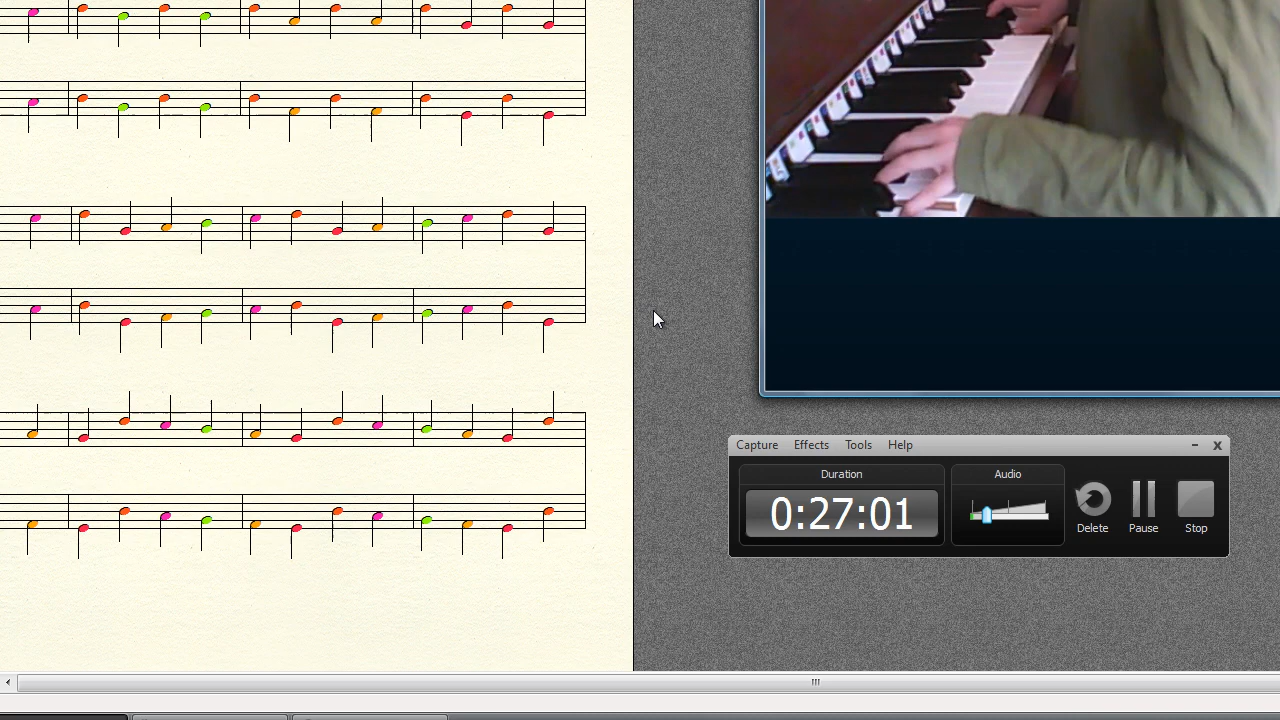 Capture Effects Tools Help
Duration
Audio
0:27:01
Delete Pause Stop